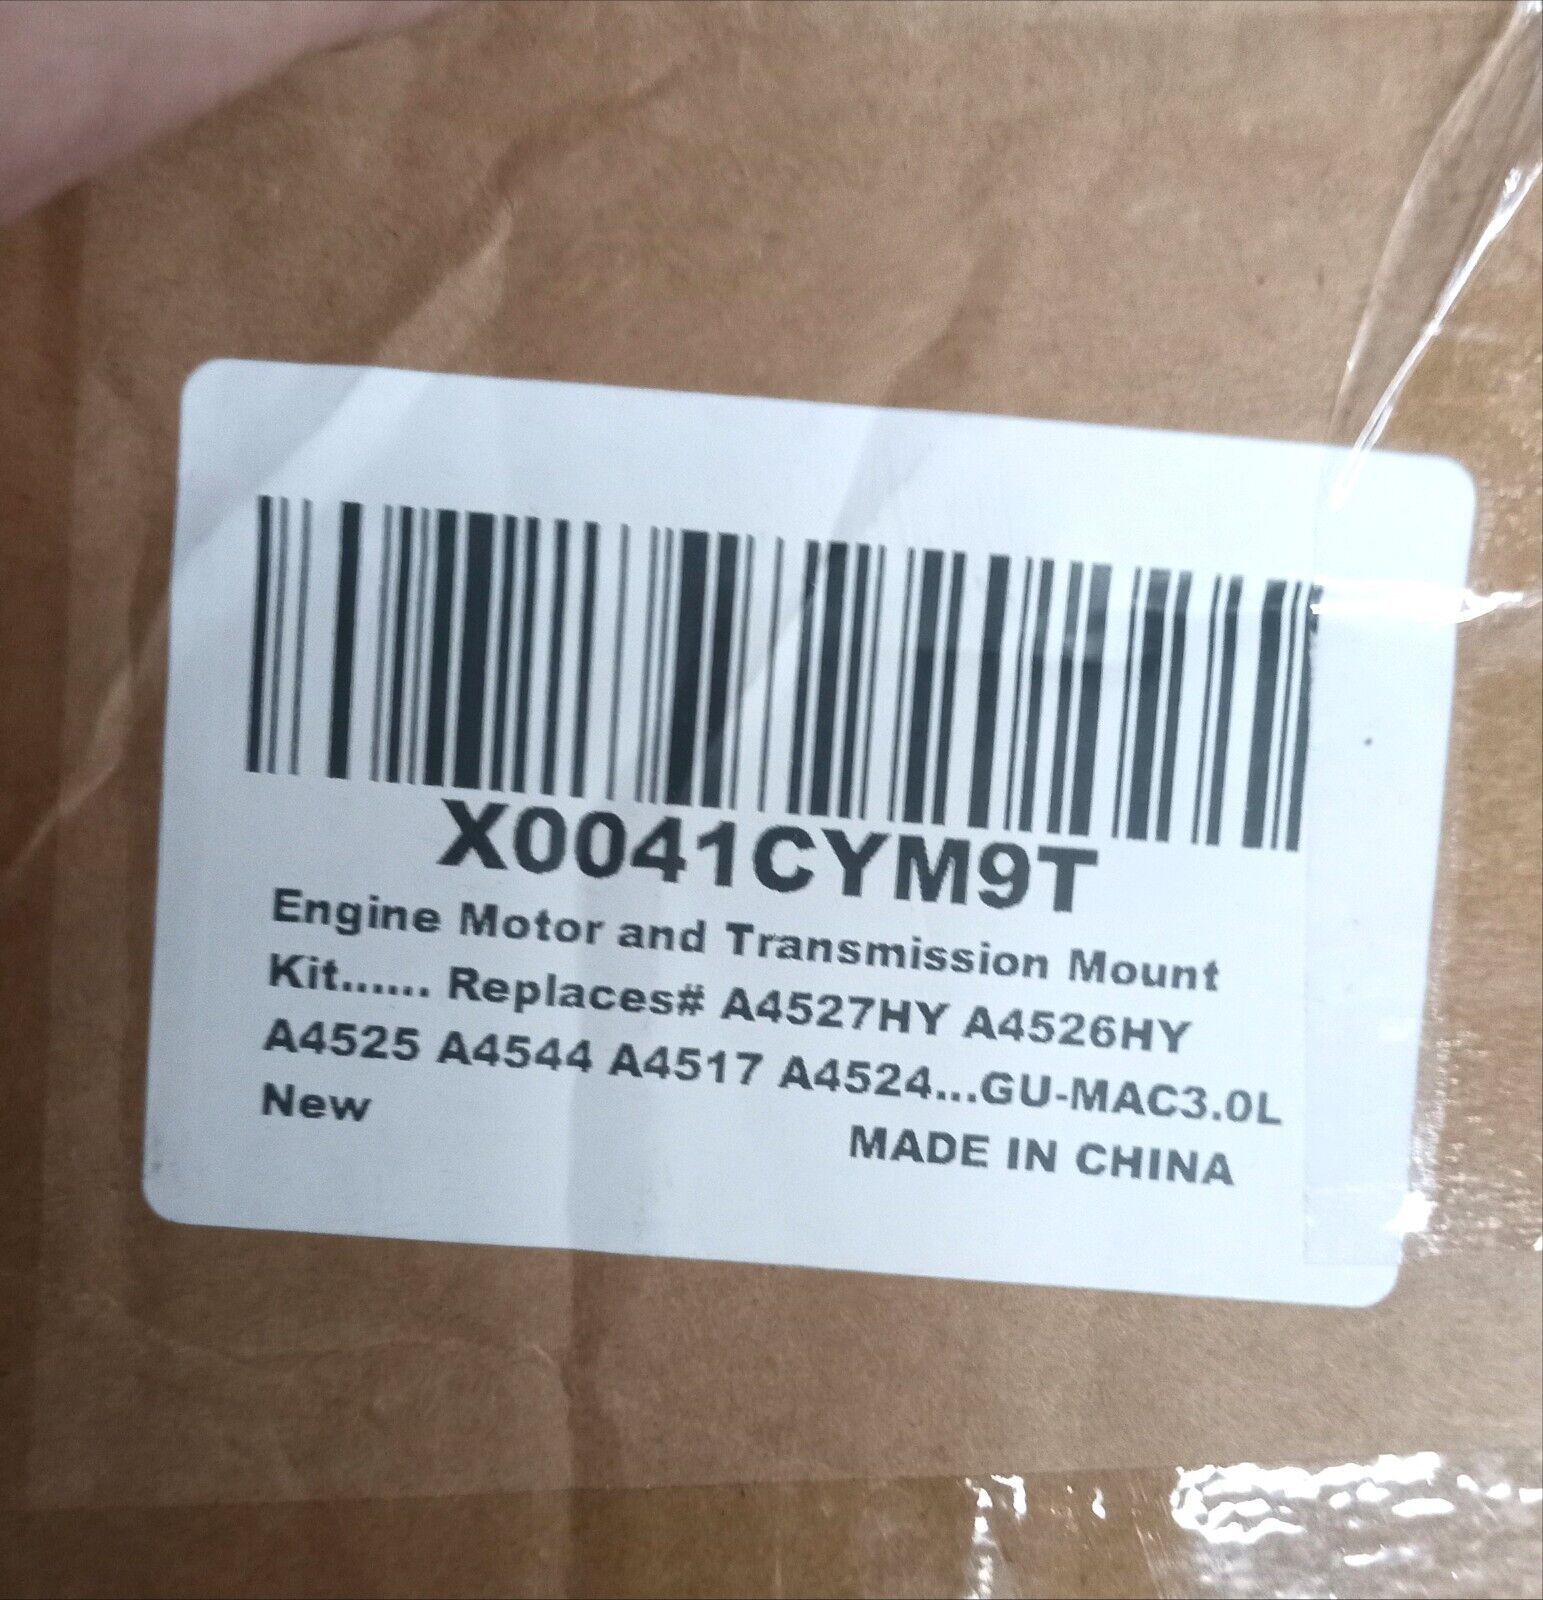 X0041CYM9T
Engine Motor and Transmission Mount
Kit...... Replaces# A4527HY A4526HY
A4525 A4544 A4517 A4524...GU-MAC3.0L
New
MADE IN CHINA